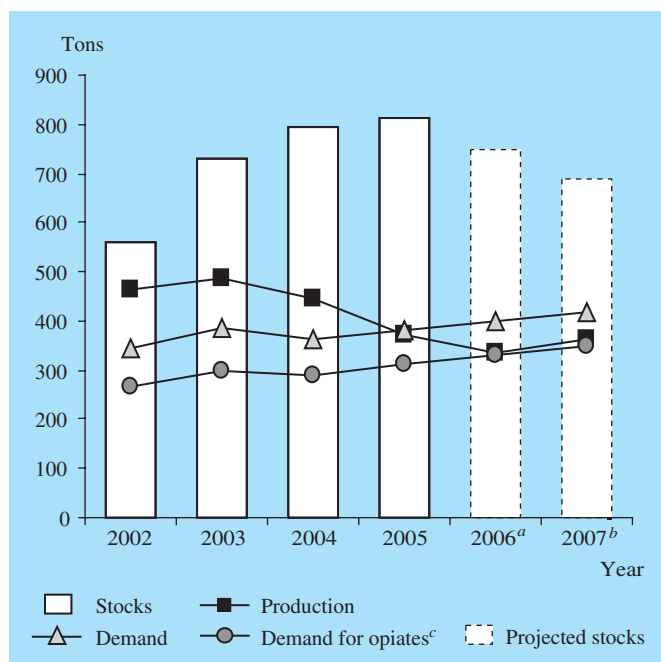 Tons
900
800
700
600
500
400
300
200
100
0
2002 2003 2004 2005 2006a 2007b
Year
Stocks Production
Demand Demand for opiatesc Projected stocks